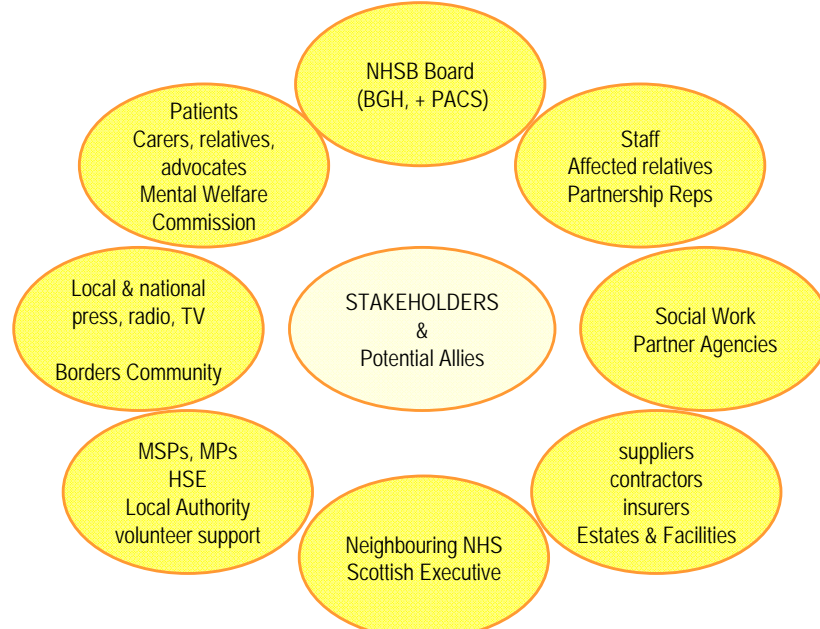 NHSB Board
(BGH, + PACS)
Patients
Carers, relatives,
advocates
Mental Welfare
Commission
Staff
Affected relatives
Partnership Reps
Local & national
press, radio, TV
Borders Community
STAKEHOLDERS
&
Potential Allies
Social Work
Partner Agencies
MSPs, MPs
HSE
Local Authority
volunteer support
suppliers
contractors
insurers
Estates & Facilities
Neighbouring NHS
Scottish Executive